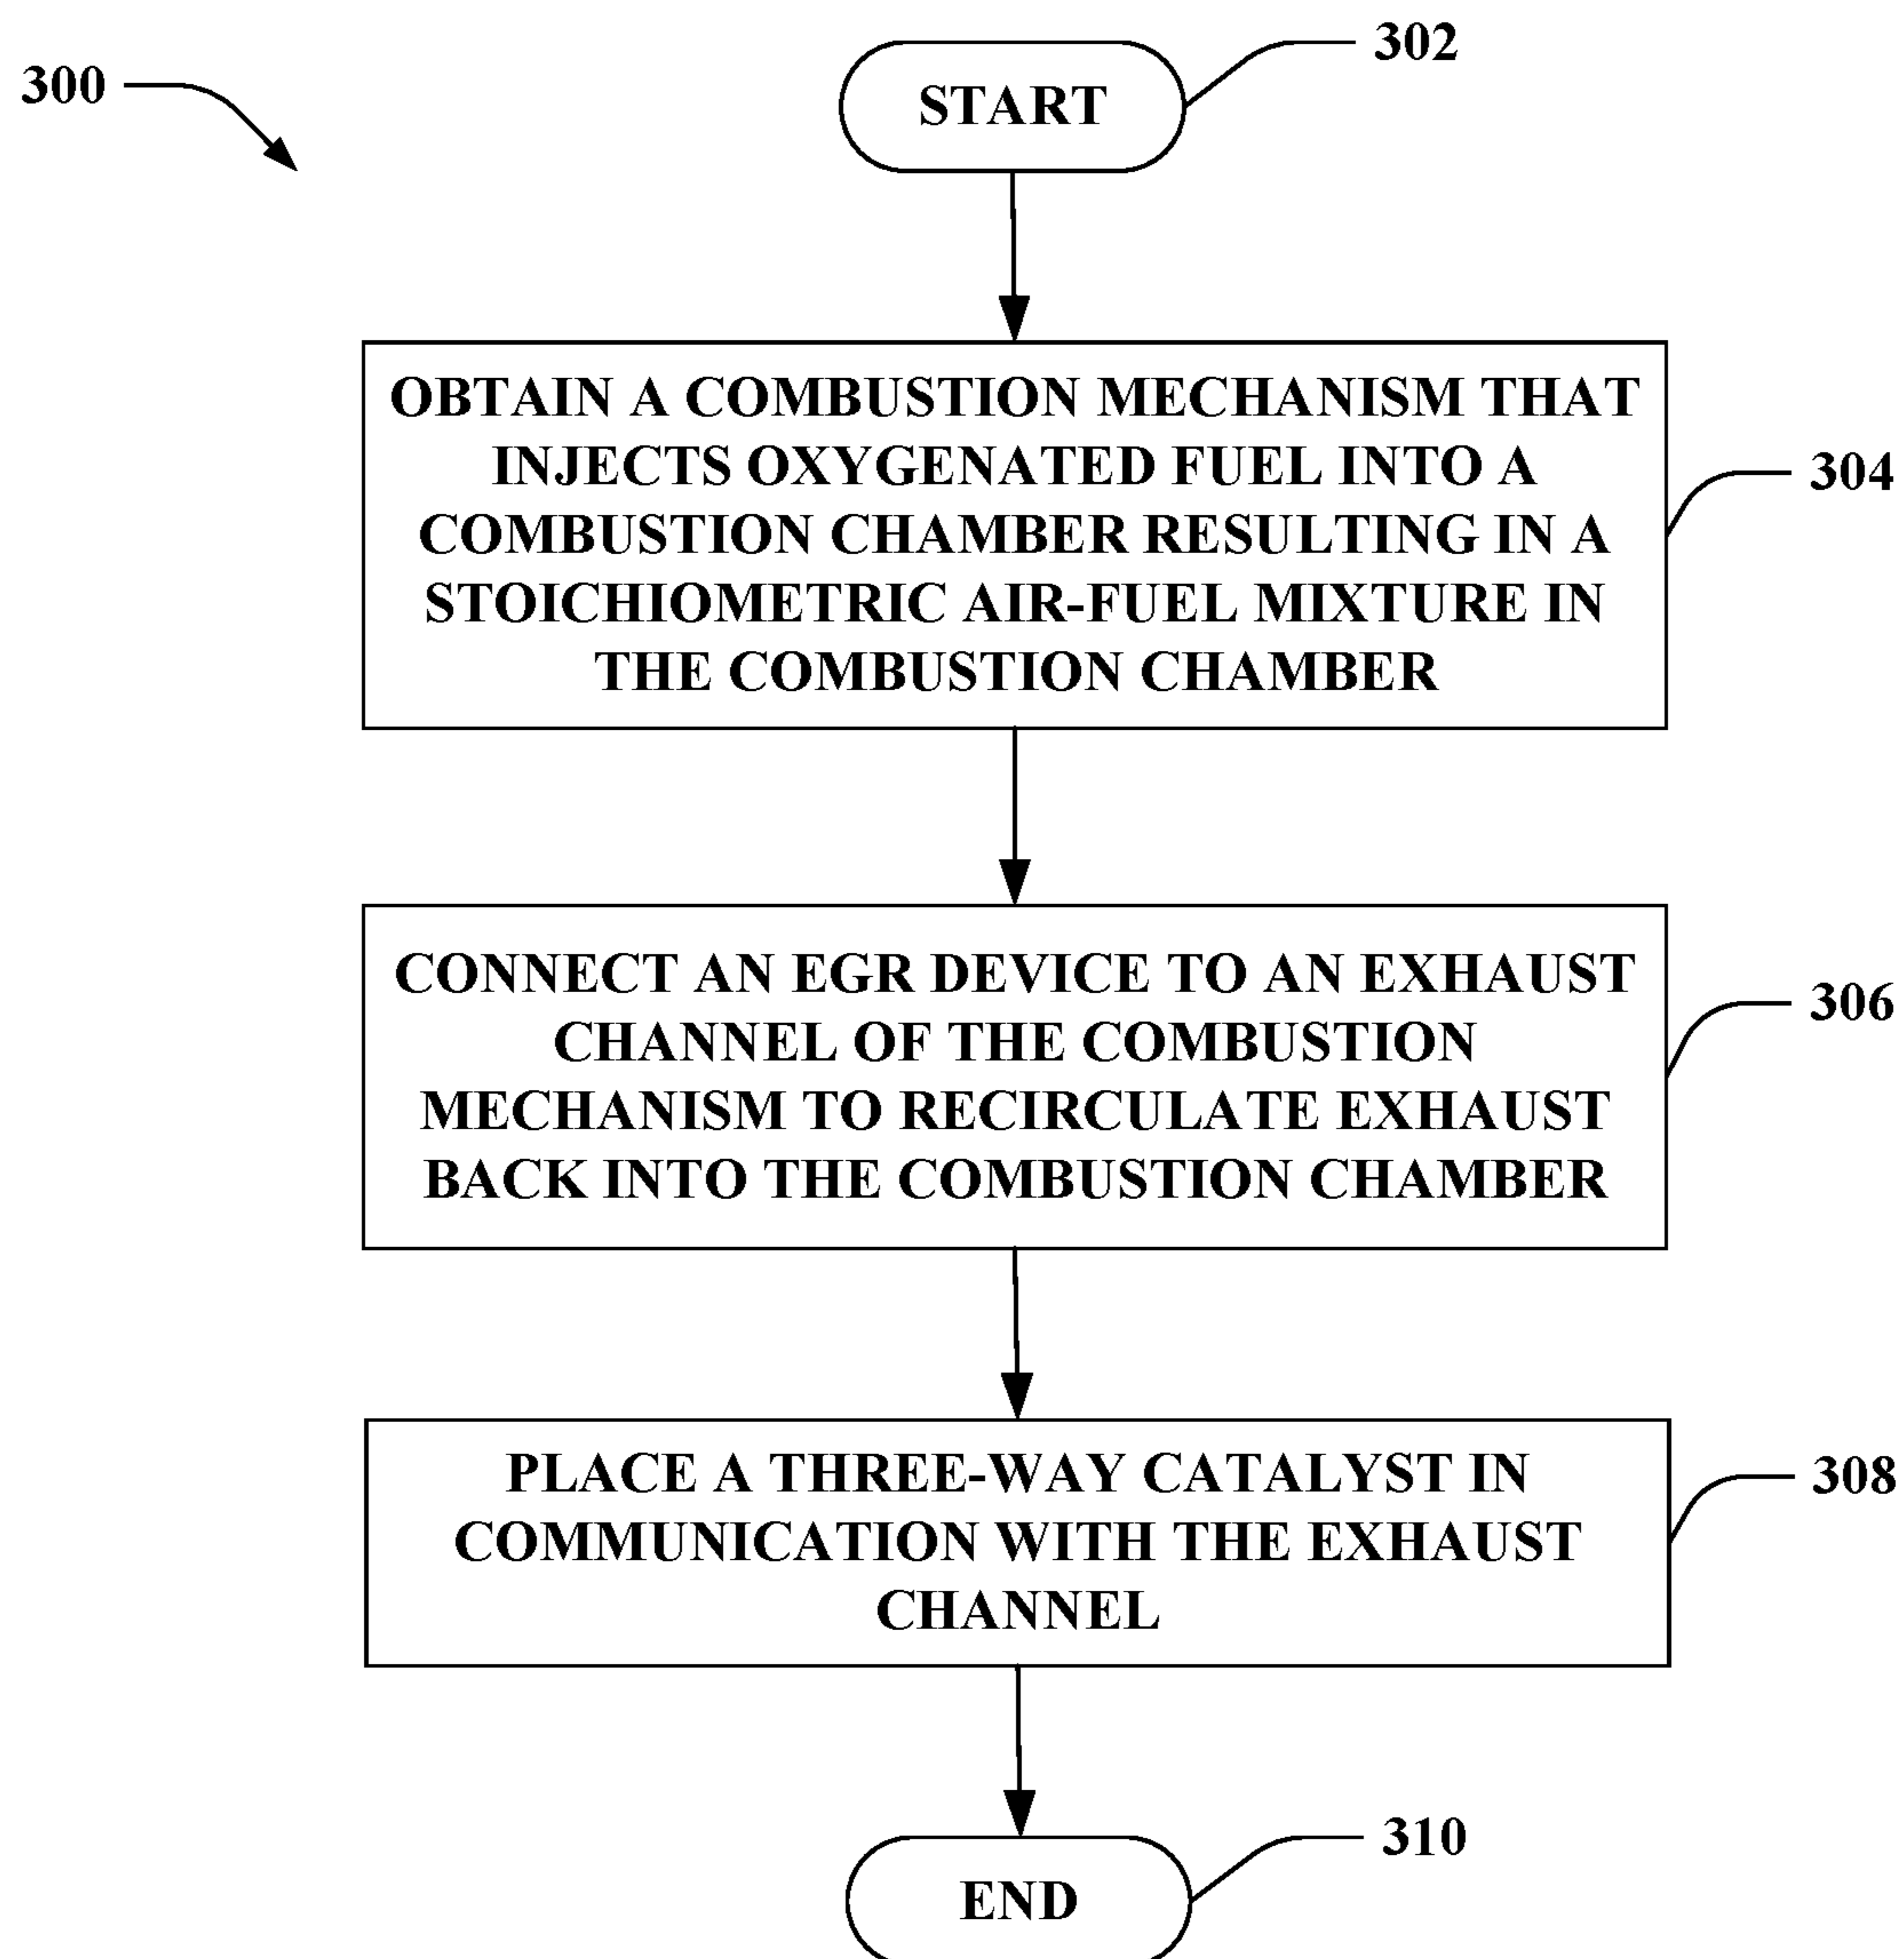 300
START
302
OBTAIN A COMBUSTION MECHANISM THAT
INJECTS OXYGENATED FUEL INTO A
COMBUSTION CHAMBER RESULTING IN A
STOICHIOMETRIC AIR-FUEL MIXTURE IN
THE COMBUSTION CHAMBER
304
CONNECT AN EGR DEVICE TO AN EXHAUST
CHANNEL OF THE COMBUSTION
MECHANISM TO RECIRCULATE EXHAUST
BACK INTO THE COMBUSTION CHAMBER
306
PLACE A THREE-WAY CATALYST IN
COMMUNICATION WITH THE EXHAUST
CHANNEL
308
END
310